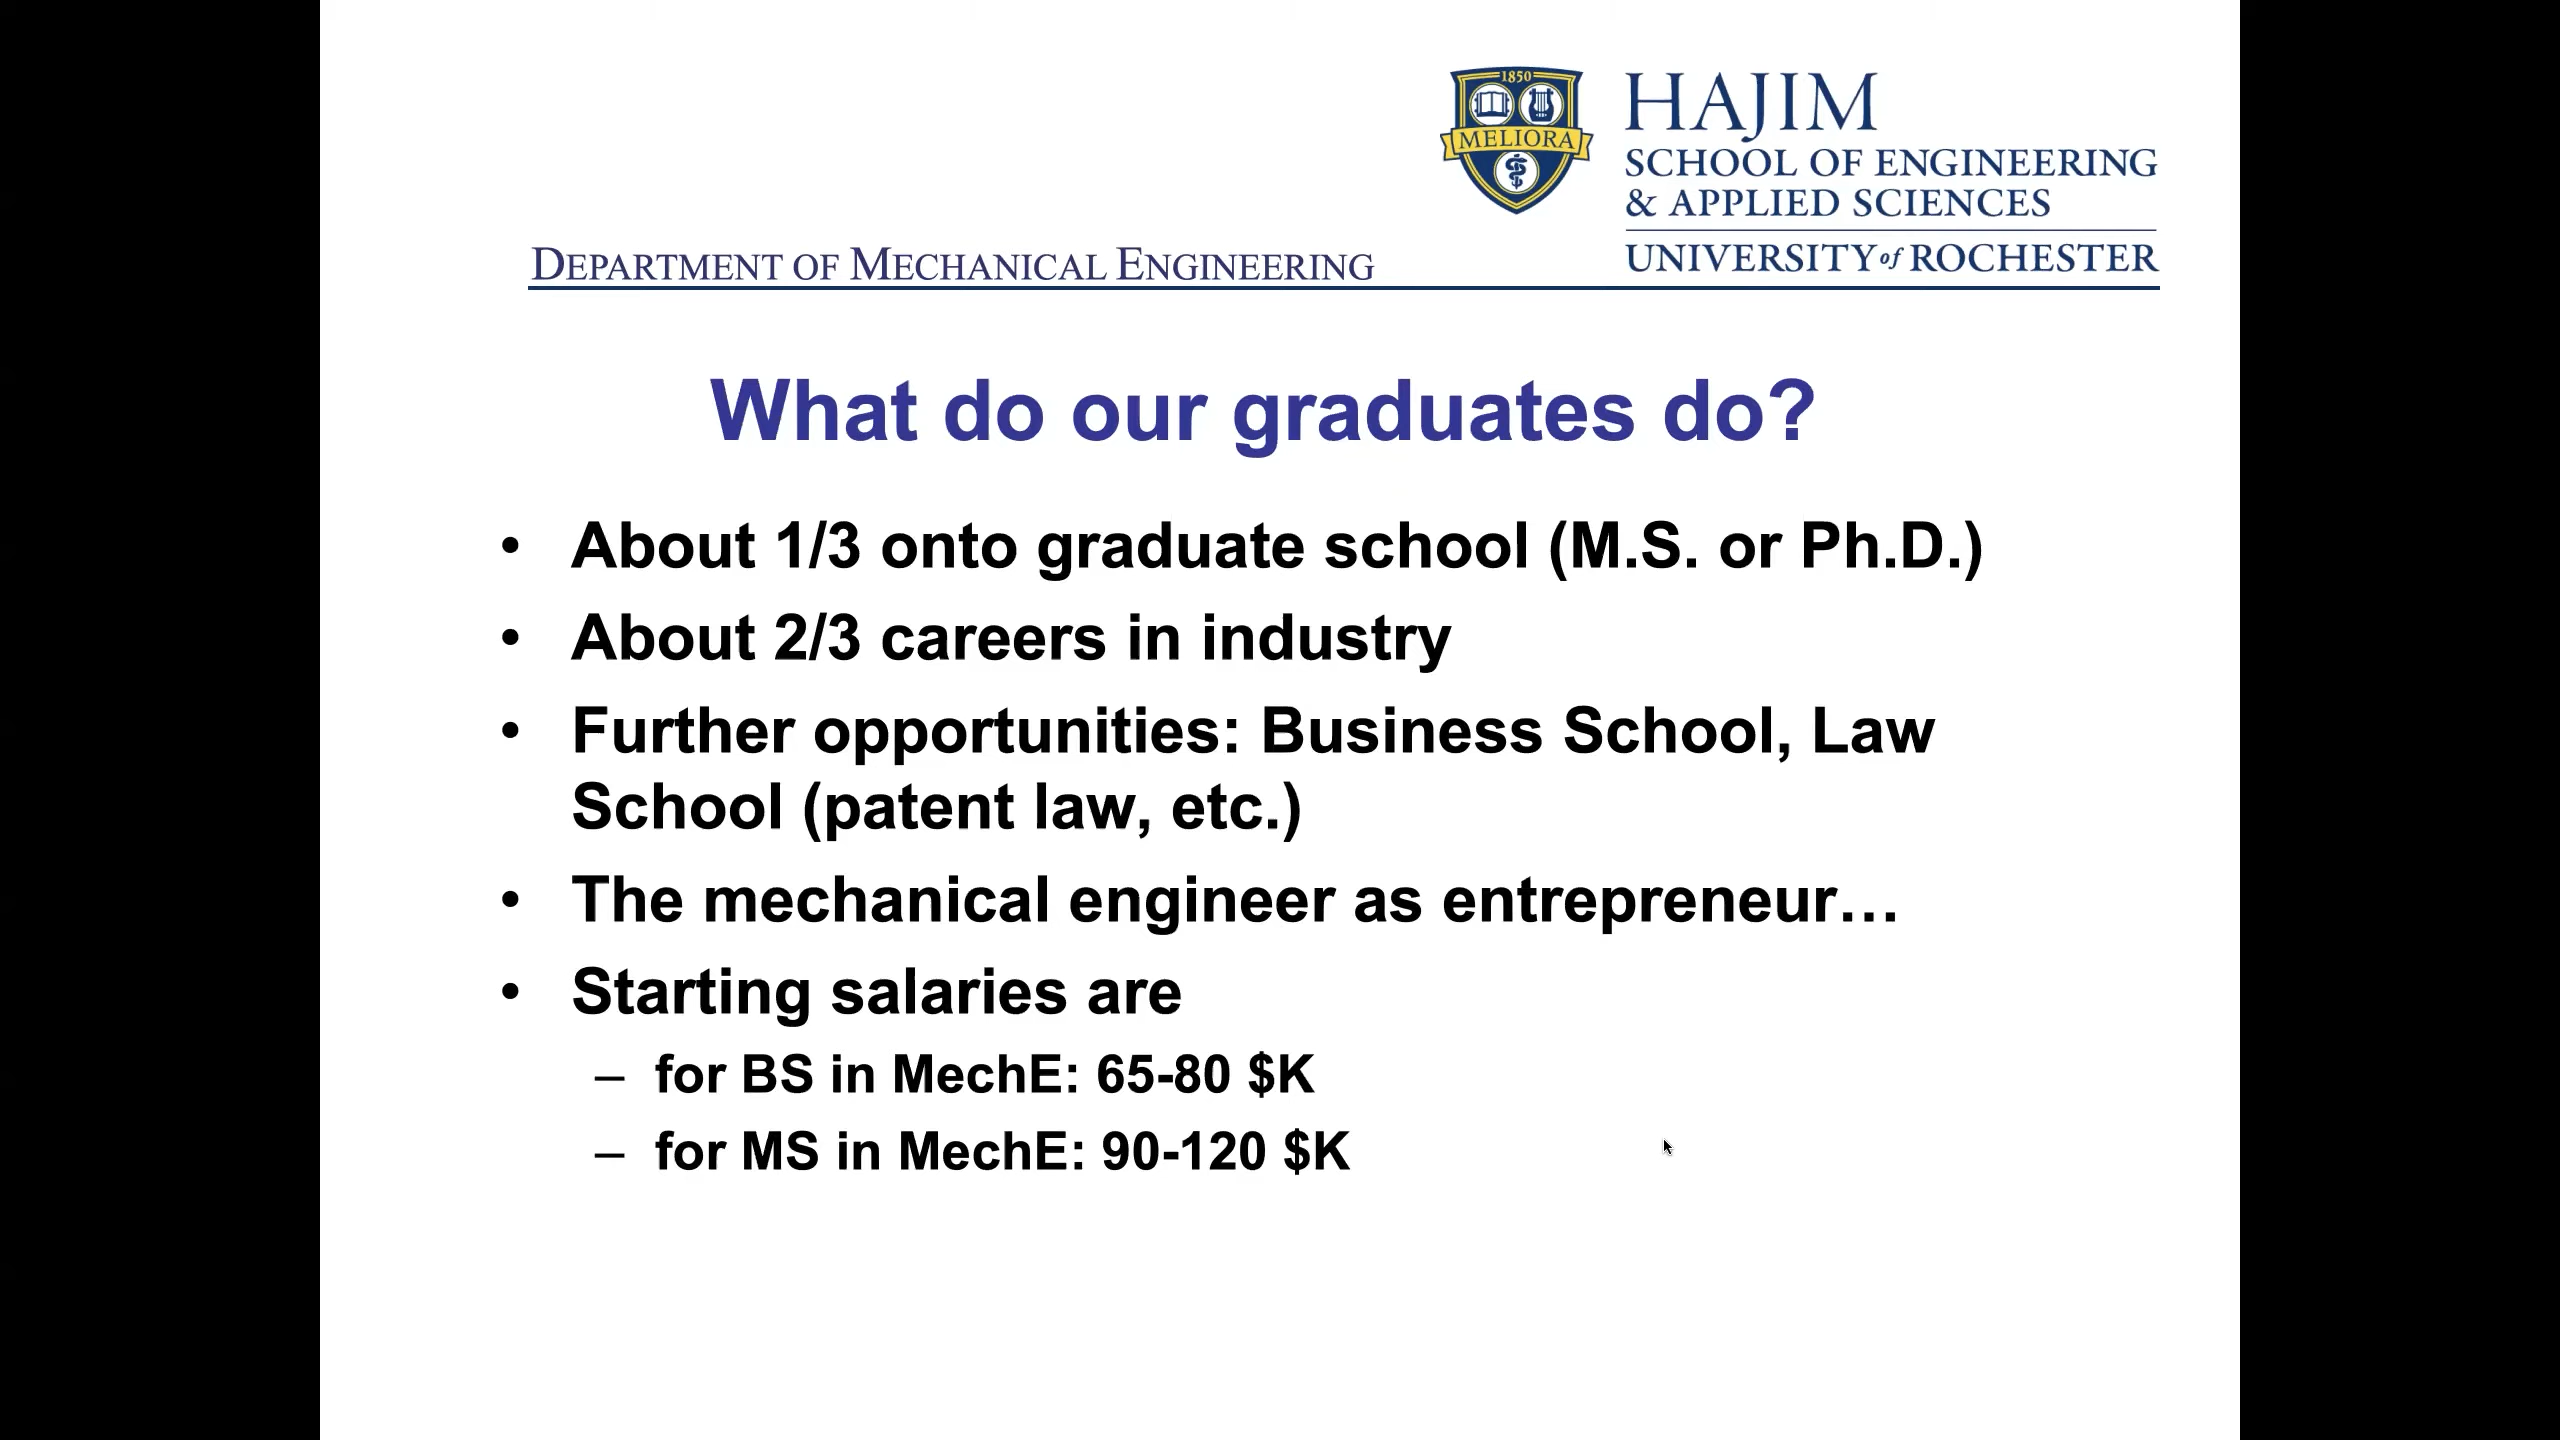 1850
MELIORA
HAJIM
SCHOOL OF ENGINEERING
& APPLIED SCIENCES
UNIVERSITY of ROCHESTER
DEPARTMENT OF MECHANICAL ENGINEERING
What do our graduates do?
• About 1/3 onto graduate school (M.S. or Ph.D.)
• About 2/3 careers in industry
• Further opportunities: Business School, Law
School (patent law, etc.)
• The mechanical engineer as entrepreneur…
• Starting salaries are
– for BS in MechE: 65-80 $K
– for MS in MechE: 90-120 $K